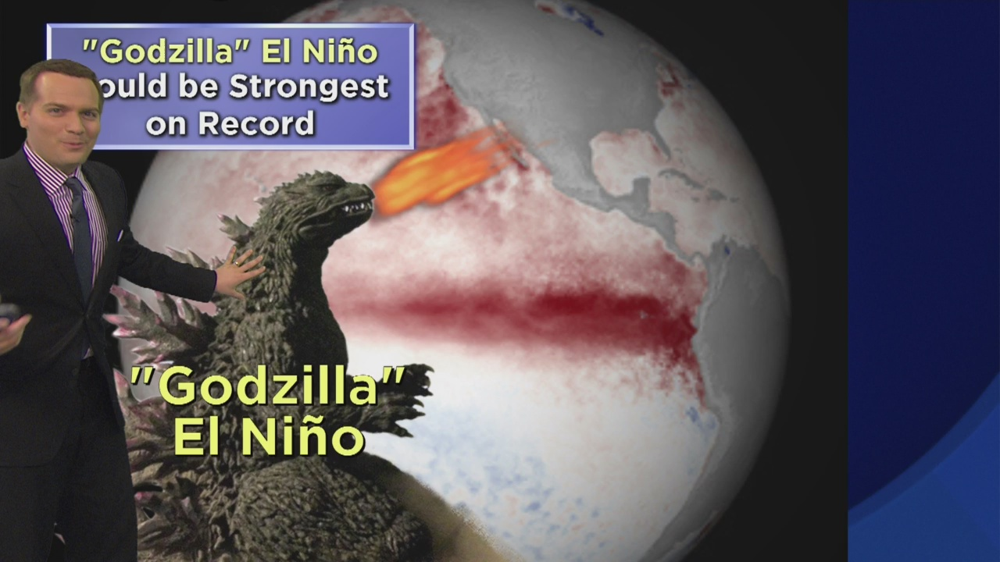 "Godzilla" El Niño
ould be Strongest
on Record
"Godzilla"
El Niño